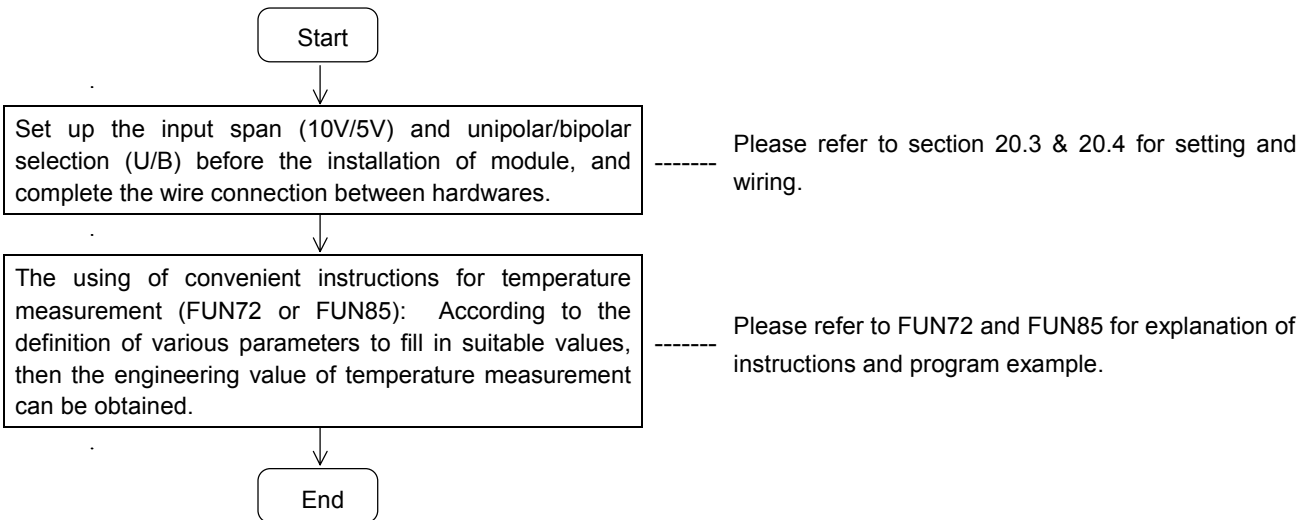 Start
Set up the input span (10V/5V) and unipolar/bipolar
selection (U/B) before the installation of module, and
complete the wire connection between hardwares.
------- Please refer to section 20.3 & 20.4 for setting and
wiring.
The using of convenient instructions for temperature
measurement (FUN72 or FUN85): According to the
definition of various parameters to fill in suitable values,
then the engineering value of temperature measurement
can be obtained.
------- Please refer to FUN72 and FUN85 for explanation of
instructions and program example.
End